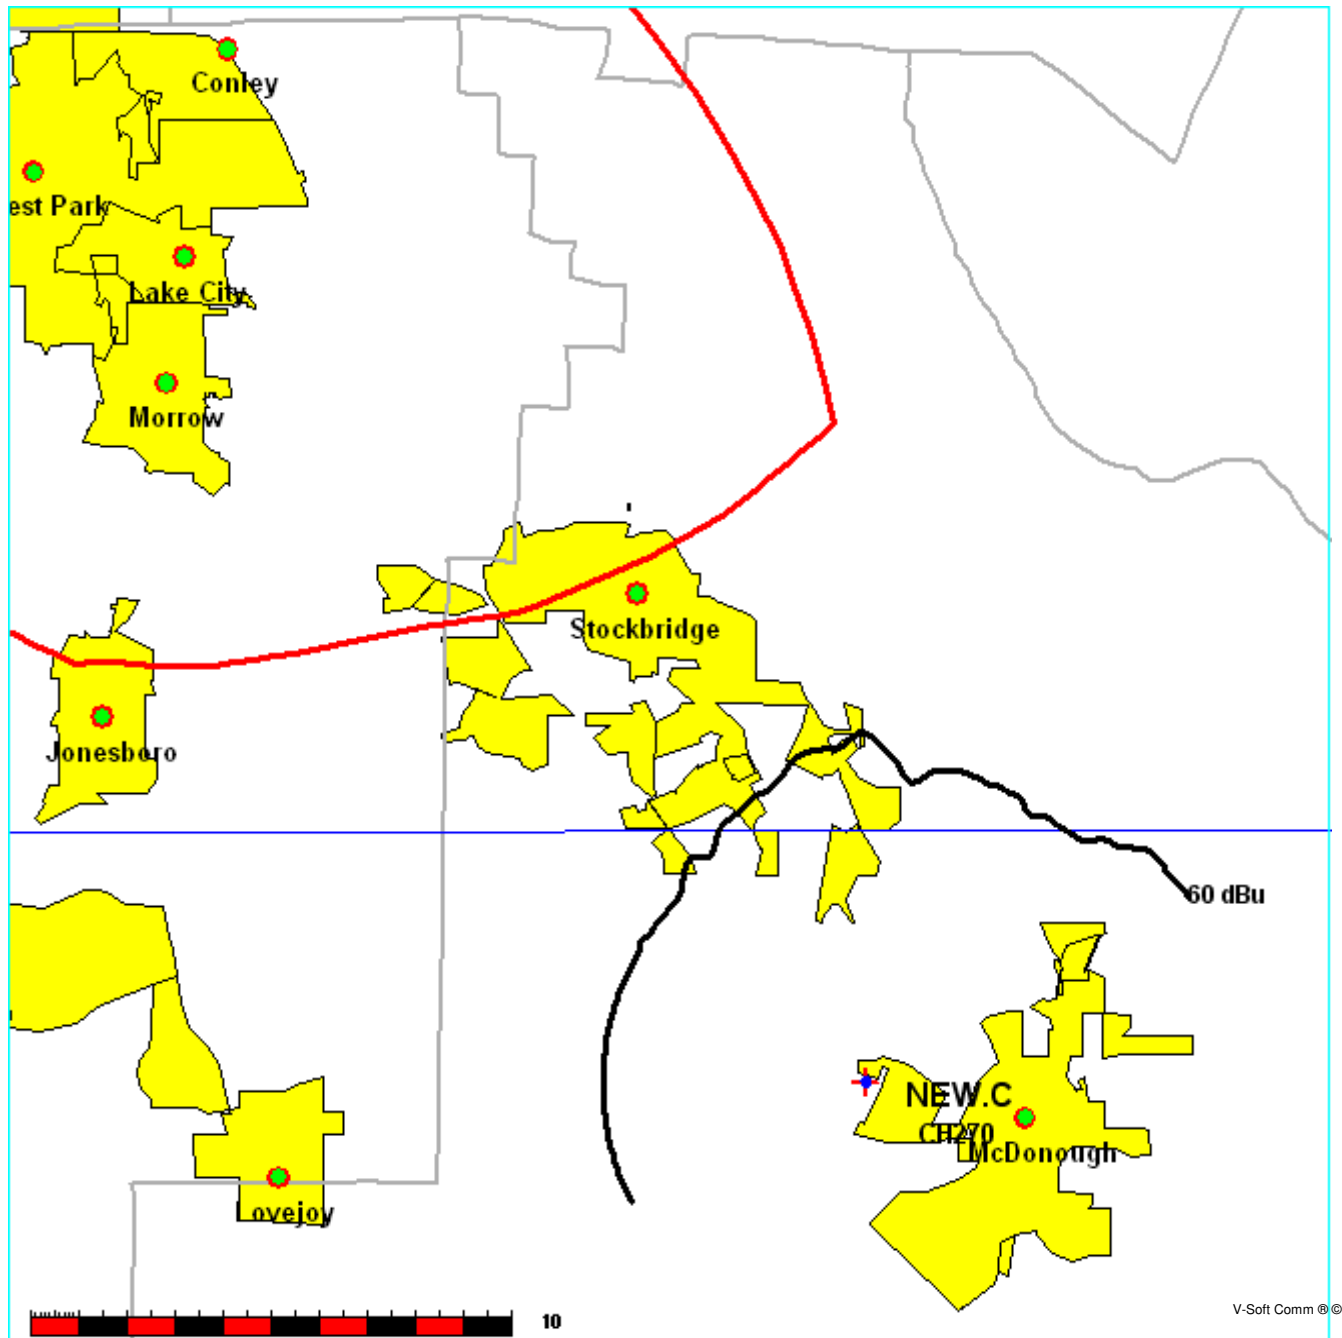 Conley
est Park
Lake City
Morrow
Stockbridge
Jonesboro
60 dBu
NEW.C
CH270
McDonough
Lovejoy
10
V-Soft Comm ® ©